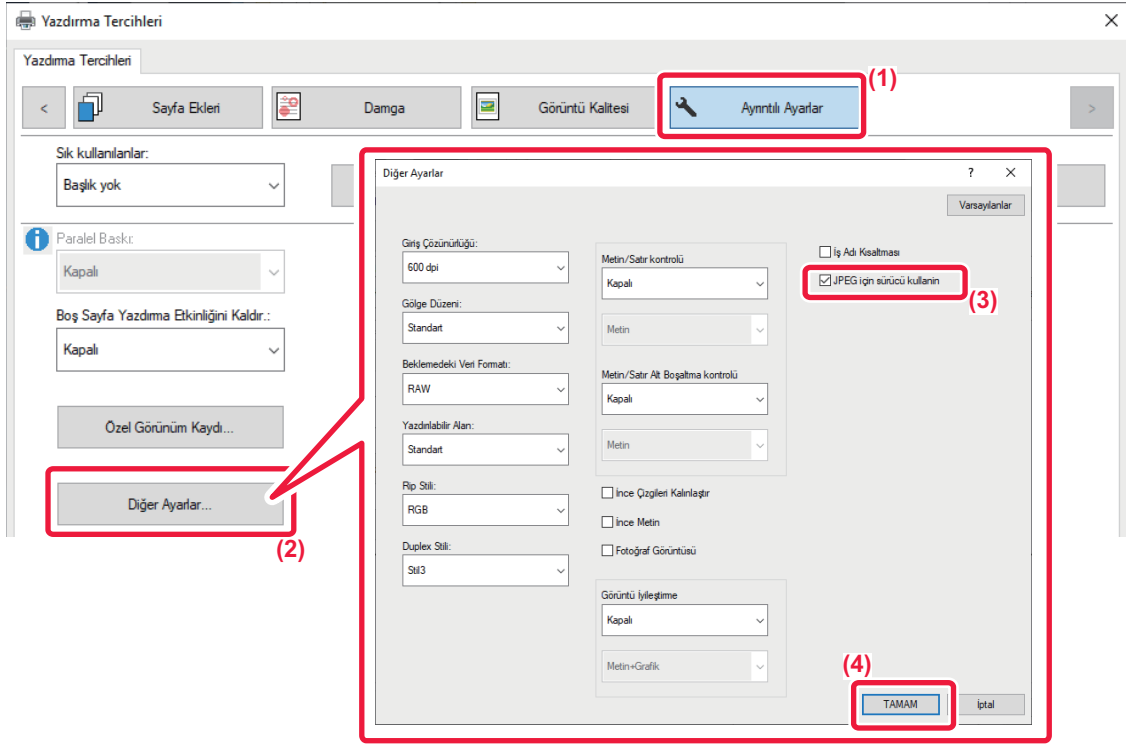 Yazdırma Tercihleri
Yazdırma Tercihleri
(1)
< Sayfa Ekleri Damga Görüntü Kalitesi Ayrıntılı Ayarlar >
Sık kullanılanlar:
Başlık yok
Paralel Baskı:
Kapalı
Boş Sayfa Yazdırma Etkinliğini Kaldır.:
Kapalı
Özel Görünüm Kaydı...
Diğer Ayarlar...
(2)
Diğer Ayarlar
?
Varsayılanlar
Giriş Çözünürlüğü:
600 dpi
Gölge Düzeni:
Standart
Beklemedeki Veri Formatı:
RAW
Yazdırılabilir Alan:
Standart
Rip Stili:
RGB
Duplex Stili:
Stil3
Metin/Satır kontrolü
Kapalı
Metin
Metin/Satır Alt Boşaltma kontrolü
Kapalı
Metin
İnce Çizgileri Kalınlaştır
İnce Metin
Fotoğraf Görüntüsü
Görüntü İyileştirme
Kapalı
Metin+Grafik
İş Adı Kısaltması
JPEG için sürücü kullanin
(3)
(4)
TAMAM
İptal